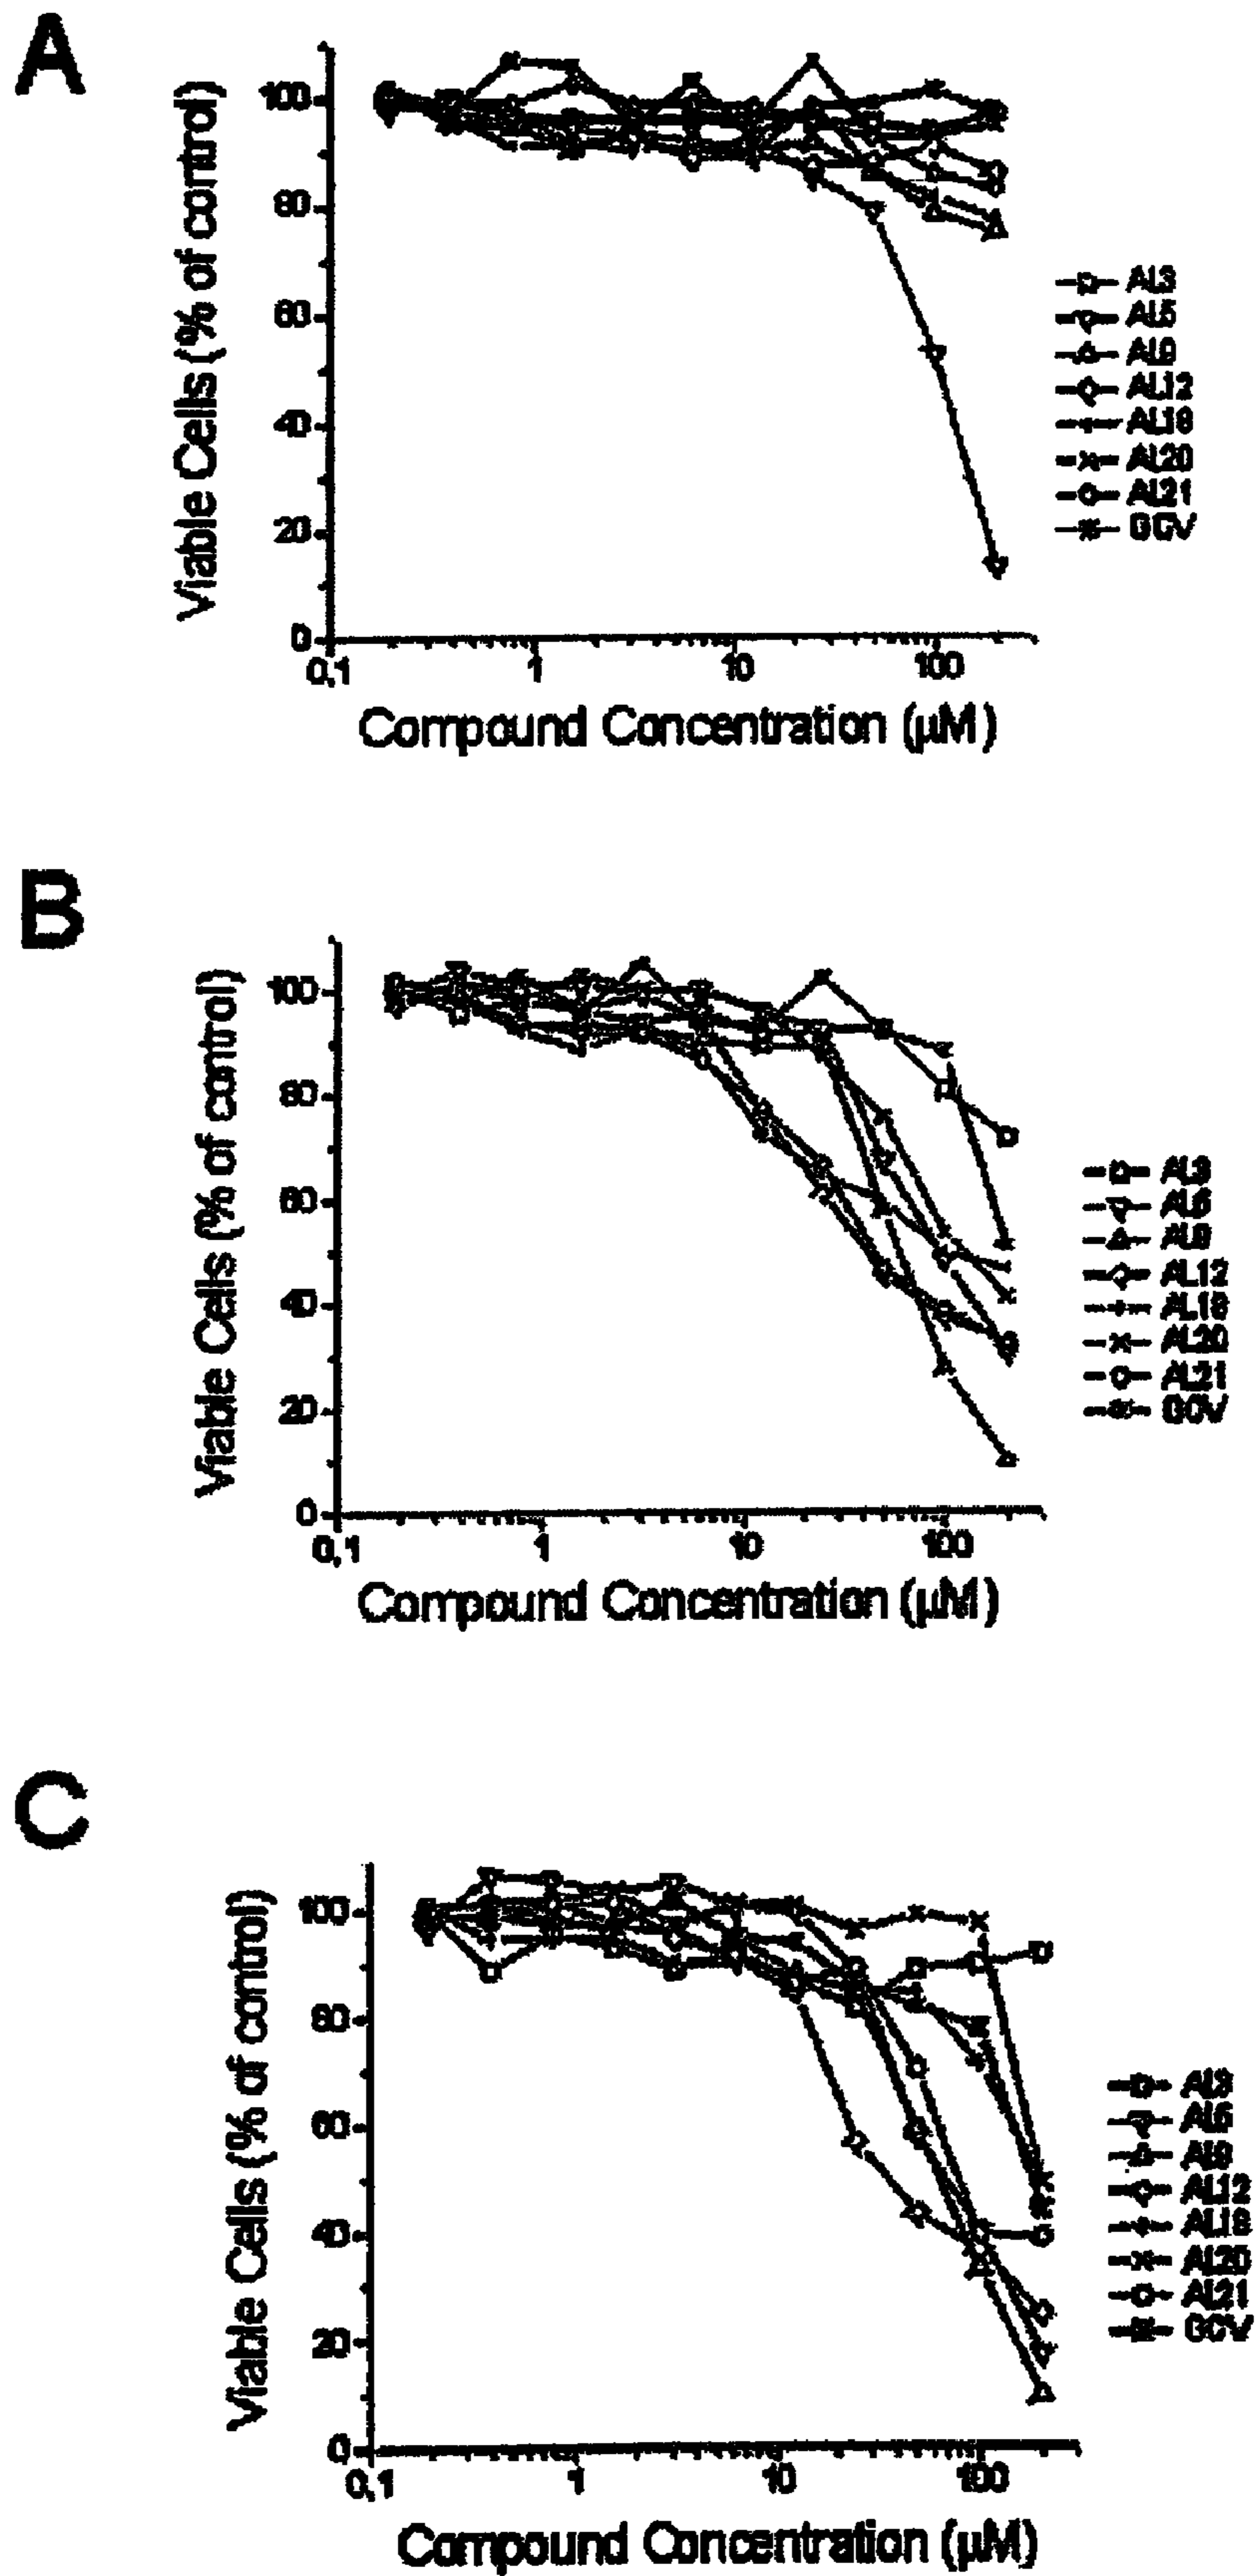 A
Viable Cells (% of control)
100
80
60
40
20
0
0.1
1
10
100
Compound Concentration (µM)
AL3
AL5
AL9
AL12
AL18
AL20
AL21
GCV
B
Viable Cells (% of control)
100
80
60
40
20
0
0.1
1
10
100
Compound Concentration (µM)
AL3
AL5
AL9
AL12
AL18
AL20
AL21
GCV
C
Viable Cells (% of control)
100
80
60
40
20
0
0.1
1
10
100
Compound Concentration (µM)
AL3
AL5
AL9
AL12
AL18
AL20
AL21
GCV